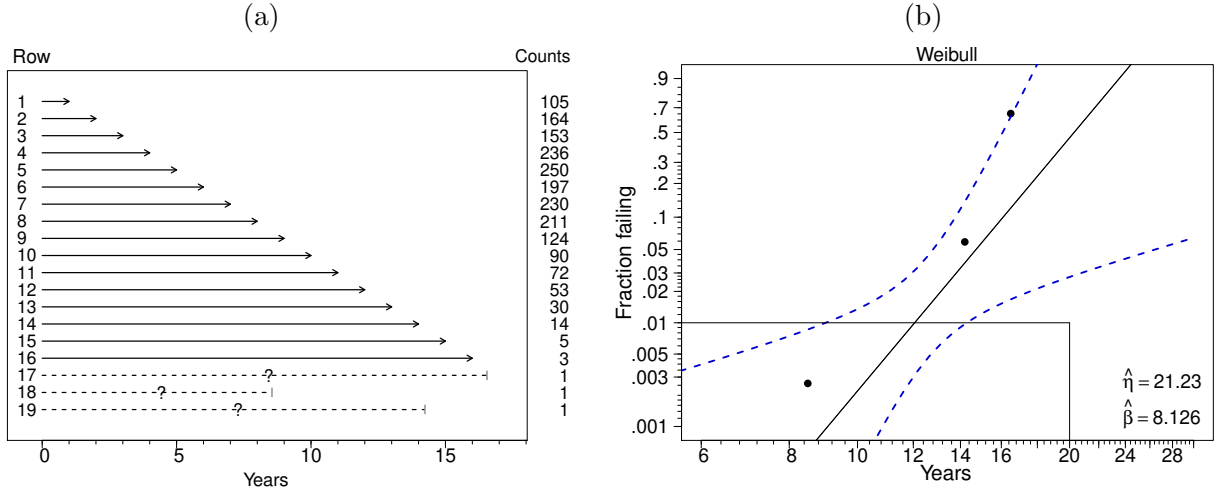 (a)
Row Counts
1 105
2 164
3 153
4 236
5 250
6 197
7 230
8 211
9 124
10 90
11 72
12 53
13 30
14 14
15 5
16 3
17 ? 1
18 ? 1
19 ? 1
0 5 10 15
Years
(b)
Weibull
.9
.7
.5
.3
.2
.1
.05
.03
.02
.01
.005
.003
.001
Fraction failing
η̂ = 21.23
β̂ = 8.126
6 8 10 12 14 16 20 24 28
Years